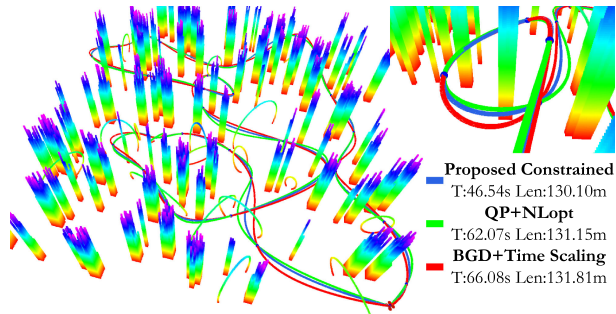 Proposed Constrained
T:46.54s Len:130.10m
QP+NLopt
T:62.07s Len:131.15m
BGD+Time Scaling
T:66.08s Len:131.81m